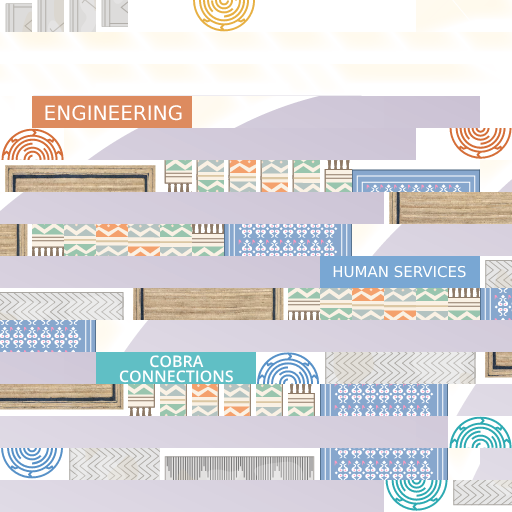 ENGINEERING
HUMAN SERVICES
COBRA
CONNECTIONS